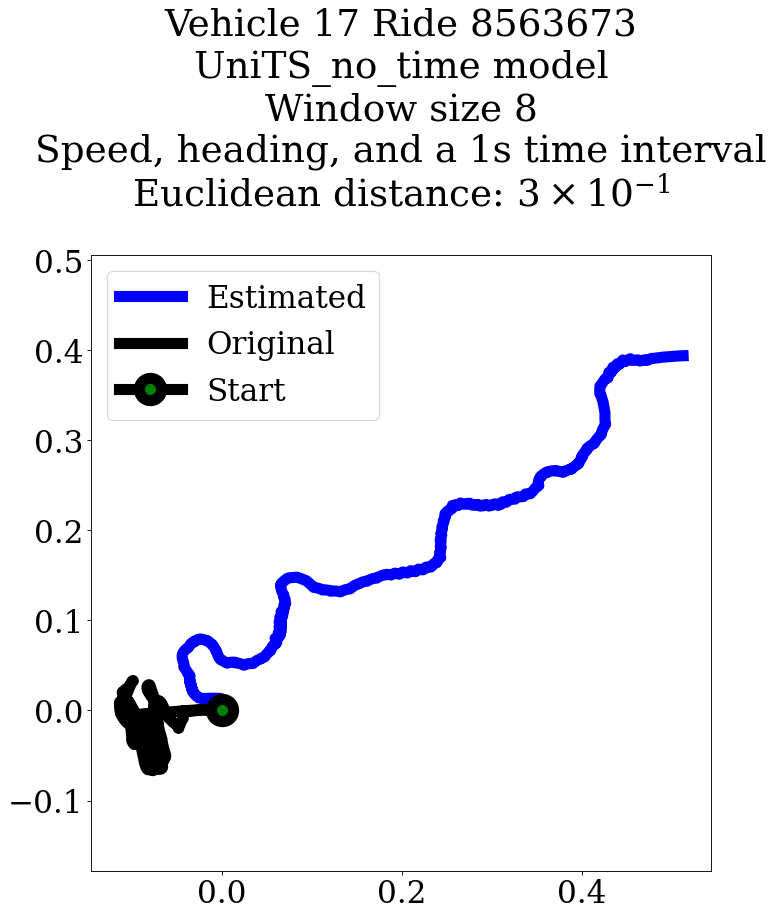 Vehicle 17 Ride 8563673
UniTS_no_time model
Window size 8
Speed, heading, and a 1s time interval
Euclidean distance: $3 \times 10^{-1}$
0.5
Estimated
0.4
Original
Start
0.3
0.2
0.1
0.0
−0.1
0.0 0.2 0.4